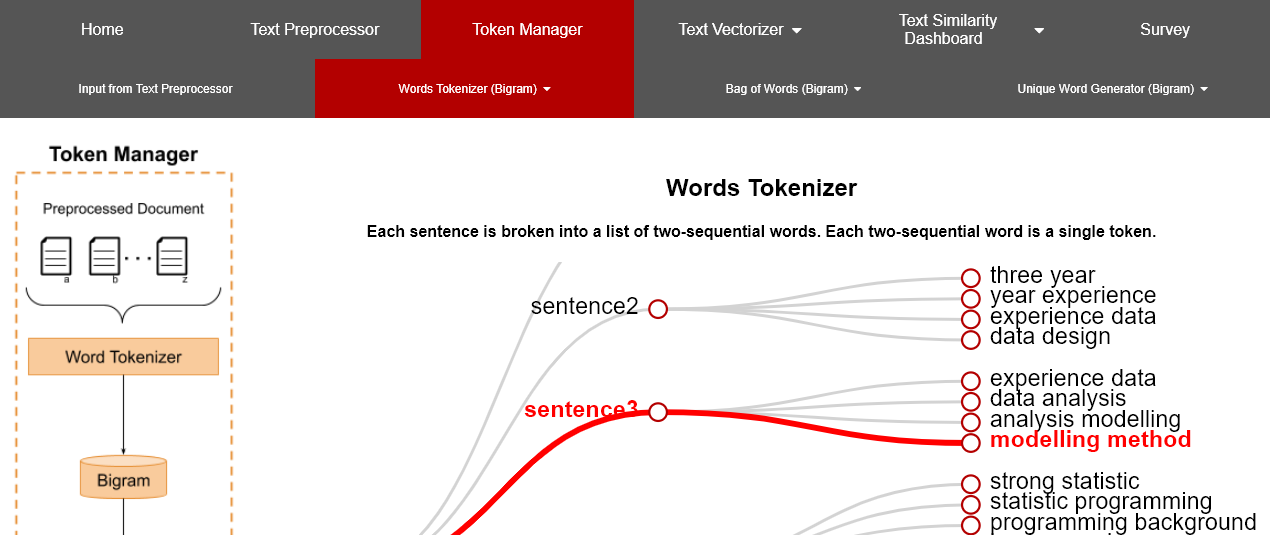 Home
Text Preprocessor
Token Manager
Text Vectorizer
Text Similarity
Dashboard
Survey
Input from Text Preprocessor
Words Tokenizer (Bigram)
Bag of Words (Bigram)
Unique Word Generator (Bigram)
Token Manager
Preprocessed Document
a
b
z
Word Tokenizer
Bigram
Words Tokenizer
Each sentence is broken into a list of two-sequential words. Each two-sequential word is a single token.
sentence2
three year
year experience
experience data
data design
sentence3
experience data
data analysis
analysis modelling
modelling method
strong statistic
statistic programming
programming background